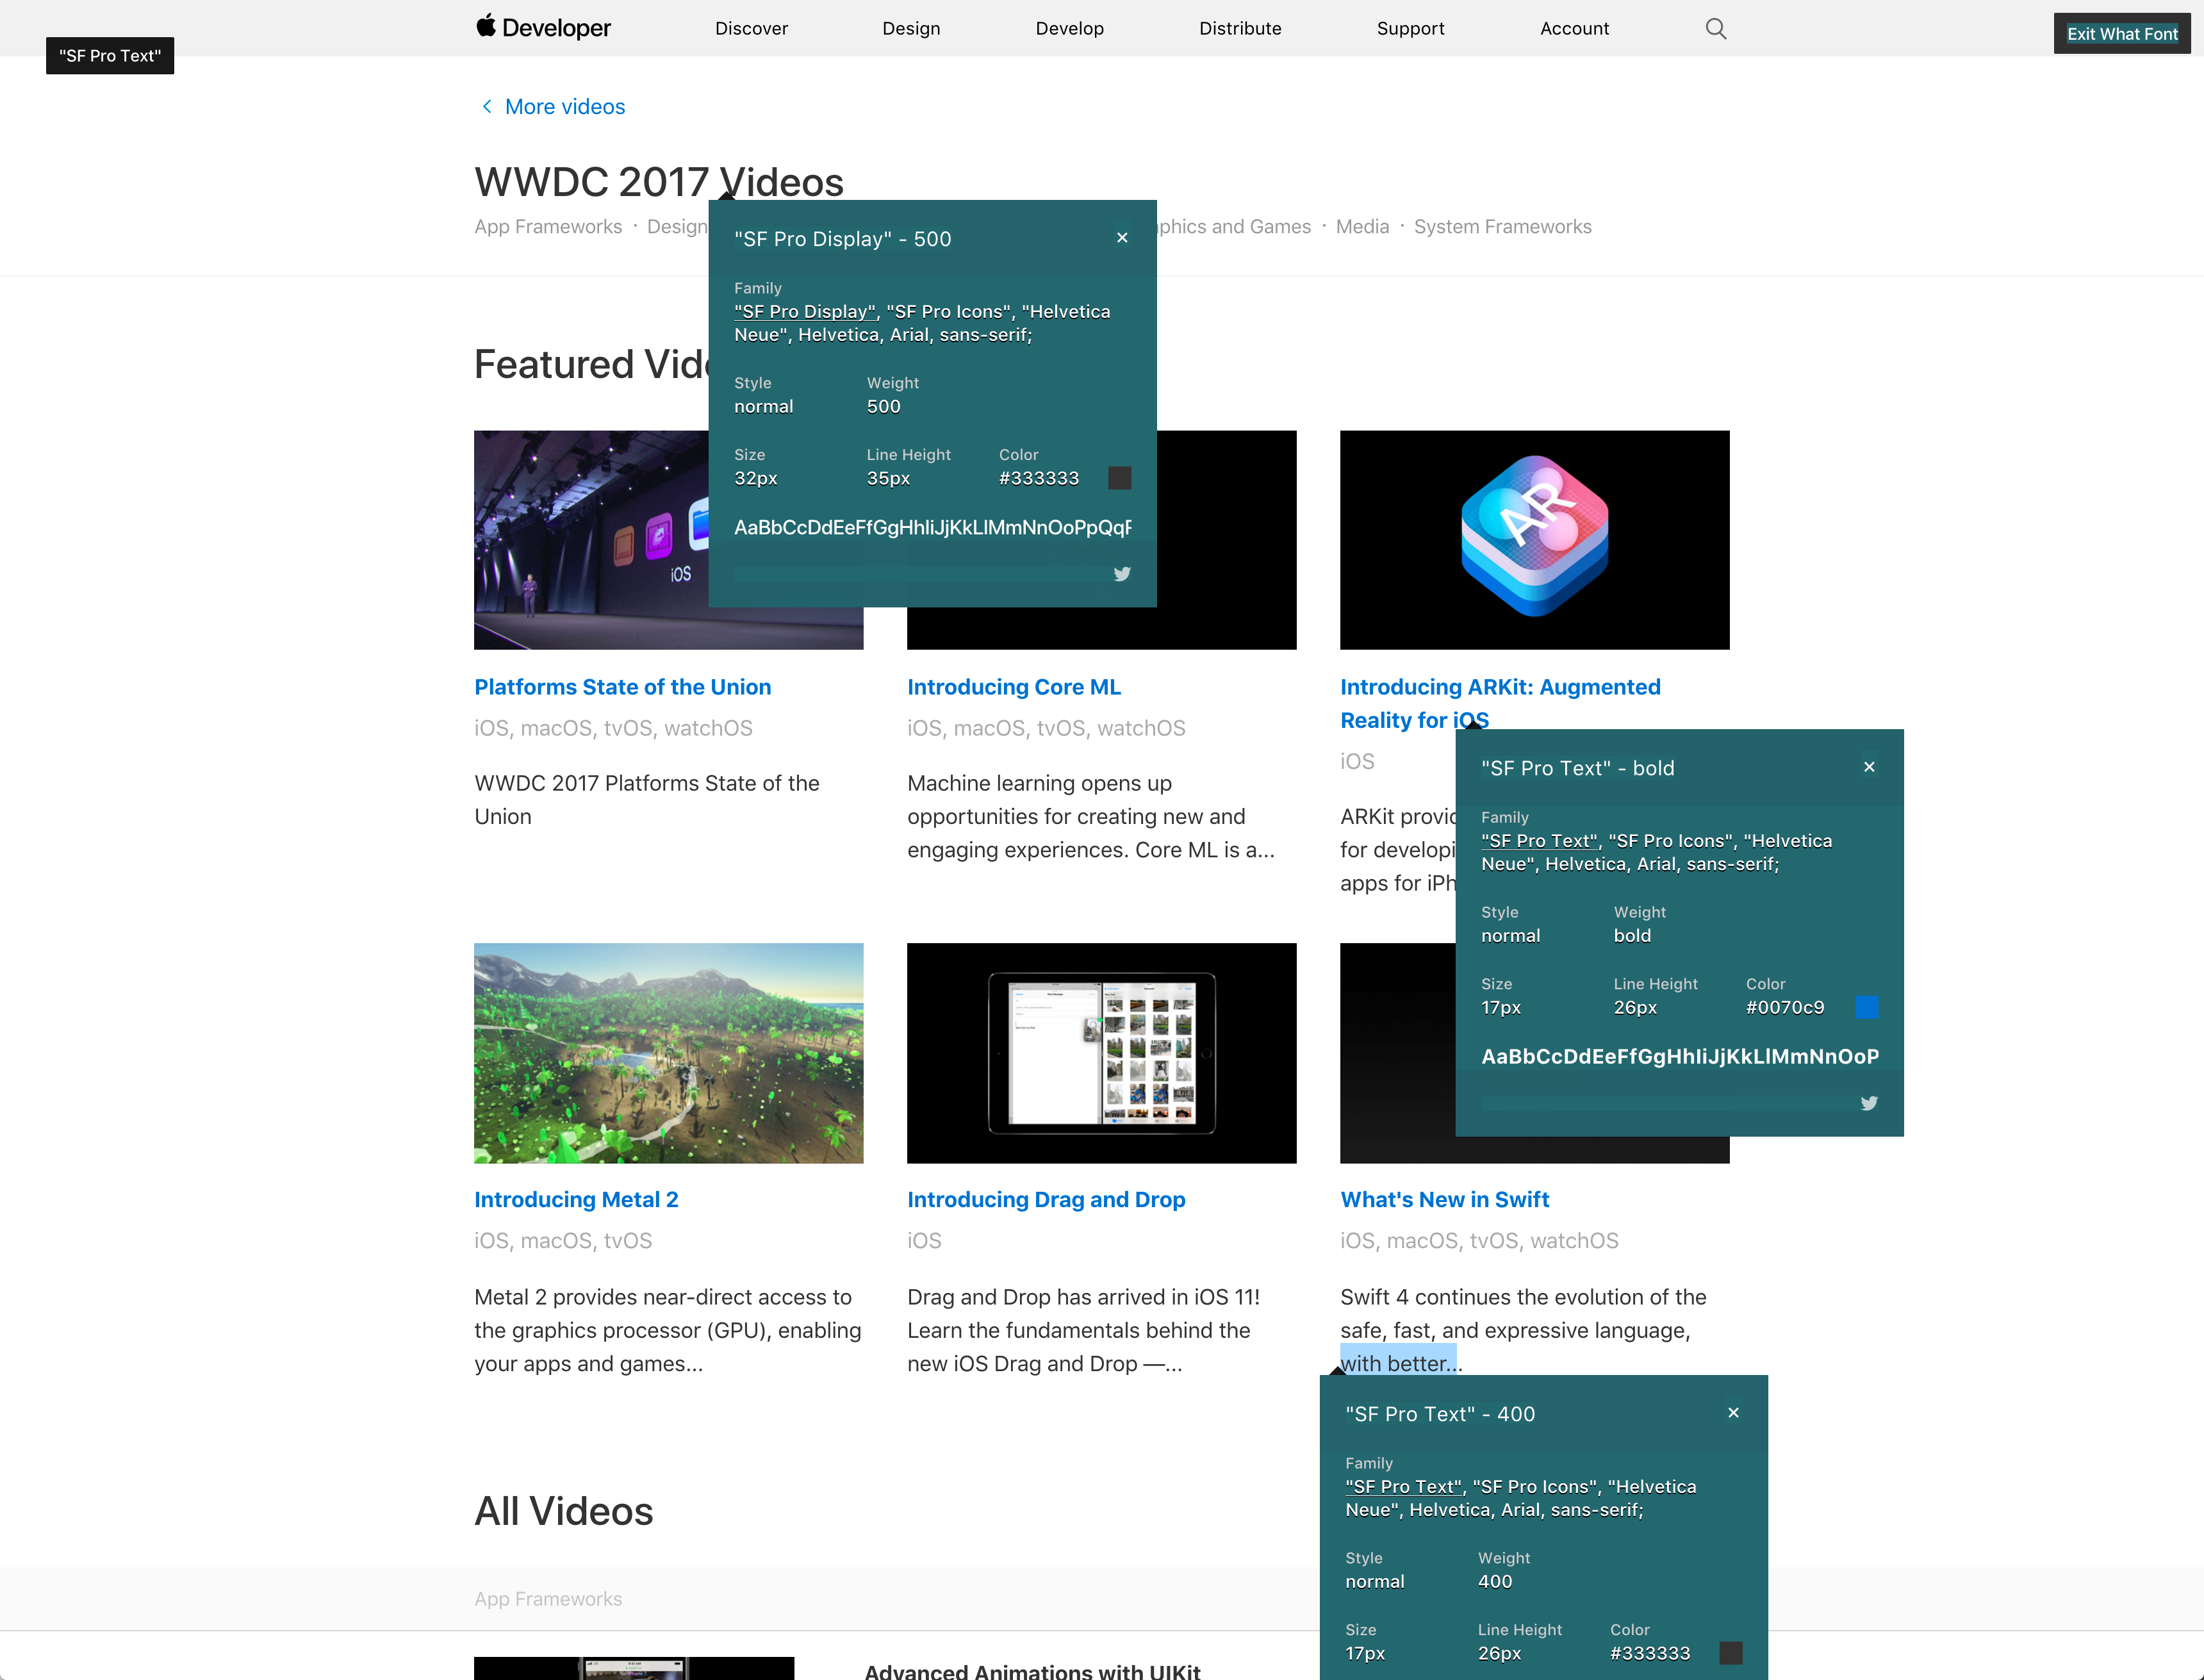 Developer
Discover
Design
Develop
Distribute
Support
Account
Exit What Font
"SF Pro Text"
More videos
WWDC 2017 Videos
App Frameworks · Design
phics and Games · Media · System Frameworks
"SF Pro Display" - 500
Family
"SF Pro Display", "SF Pro Icons", "Helvetica
Neue", Helvetica, Arial, sans-serif;
Style Weight
normal 500
Size Line Height Color
32px 35px #333333
AaBbCcDdEeFfGgHhIiJjKkLlMmNnOoPpQqR
Featured Vid
iOS
AR
Platforms State of the Union
iOS, macOS, tvOS, watchOS
WWDC 2017 Platforms State of the
Union
Introducing Core ML
iOS, macOS, tvOS, watchOS
Machine learning opens up
opportunities for creating new and
engaging experiences. Core ML is a...
Introducing ARKit: Augmented
Reality for iOS
iOS
ARKit provid
for developi
apps for iPh
"SF Pro Text" - bold
Family
"SF Pro Text", "SF Pro Icons", "Helvetica
Neue", Helvetica, Arial, sans-serif;
Style Weight
normal bold
Size Line Height Color
17px 26px #0070c9
AaBbCcDdEeFfGgHhIiJjKkLlMmNnOoP
Introducing Metal 2
iOS, macOS, tvOS
Metal 2 provides near-direct access to
the graphics processor (GPU), enabling
your apps and games...
Introducing Drag and Drop
iOS
Drag and Drop has arrived in iOS 11!
Learn the fundamentals behind the
new iOS Drag and Drop —...
What's New in Swift
iOS, macOS, tvOS, watchOS
Swift 4 continues the evolution of the
safe, fast, and expressive language,
with better...
"SF Pro Text" - 400
Family
"SF Pro Text", "SF Pro Icons", "Helvetica
Neue", Helvetica, Arial, sans-serif;
Style Weight
normal 400
Size Line Height Color
17px 26px #333333
All Videos
App Frameworks
Advanced Animations with UIKit